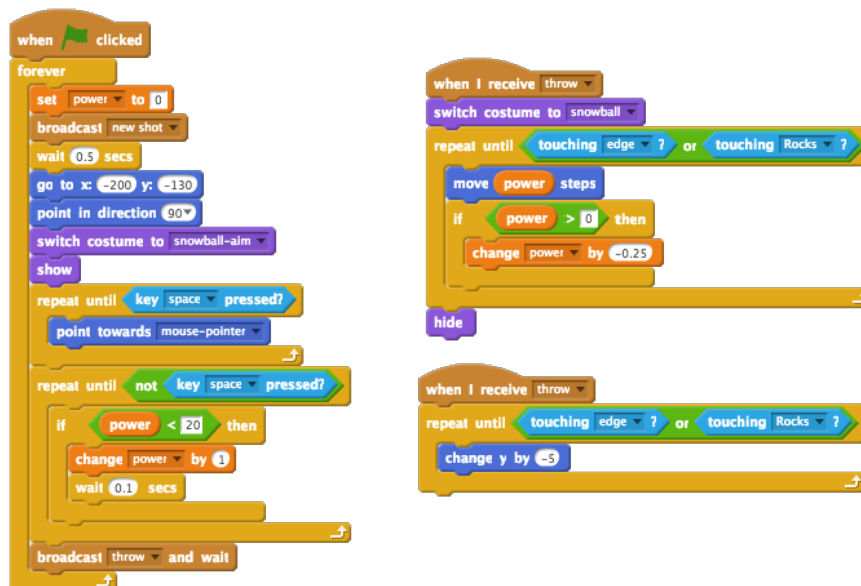 when clicked
forever
set power to 0
broadcast new shot
wait 0.5 secs
go to x: -200 y: -130
point in direction 90
switch costume to snowball-aim
show
repeat until key space pressed?
point towards mouse-pointer
repeat until not key space pressed?
if power < 20 then
change power by 1
wait 0.1 secs
broadcast throw and wait
when I receive throw
switch costume to snowball
repeat until touching edge ? or touching Rocks ?
move power steps
if power > 0 then
change power by -0.25
hide
when I receive throw
repeat until touching edge ? or touching Rocks ?
change y by -5